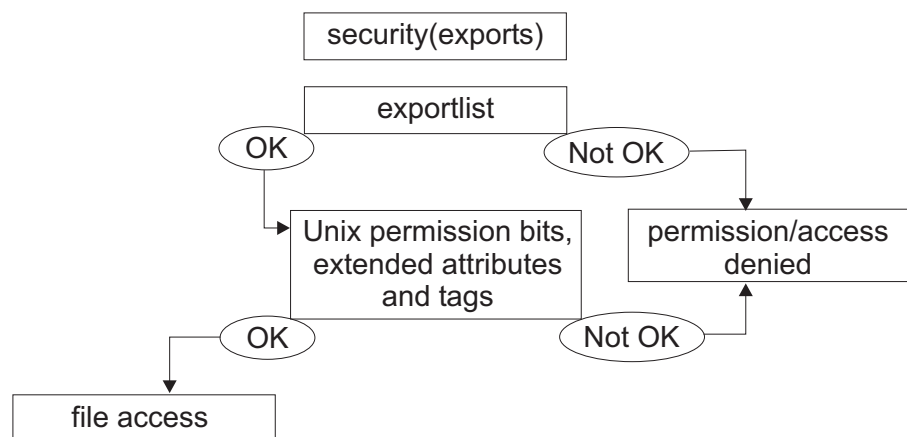 security(exports)
exportlist
OK
Not OK
Unix permission bits,
extended attributes
and tags
permission/access
denied
OK
Not OK
file access